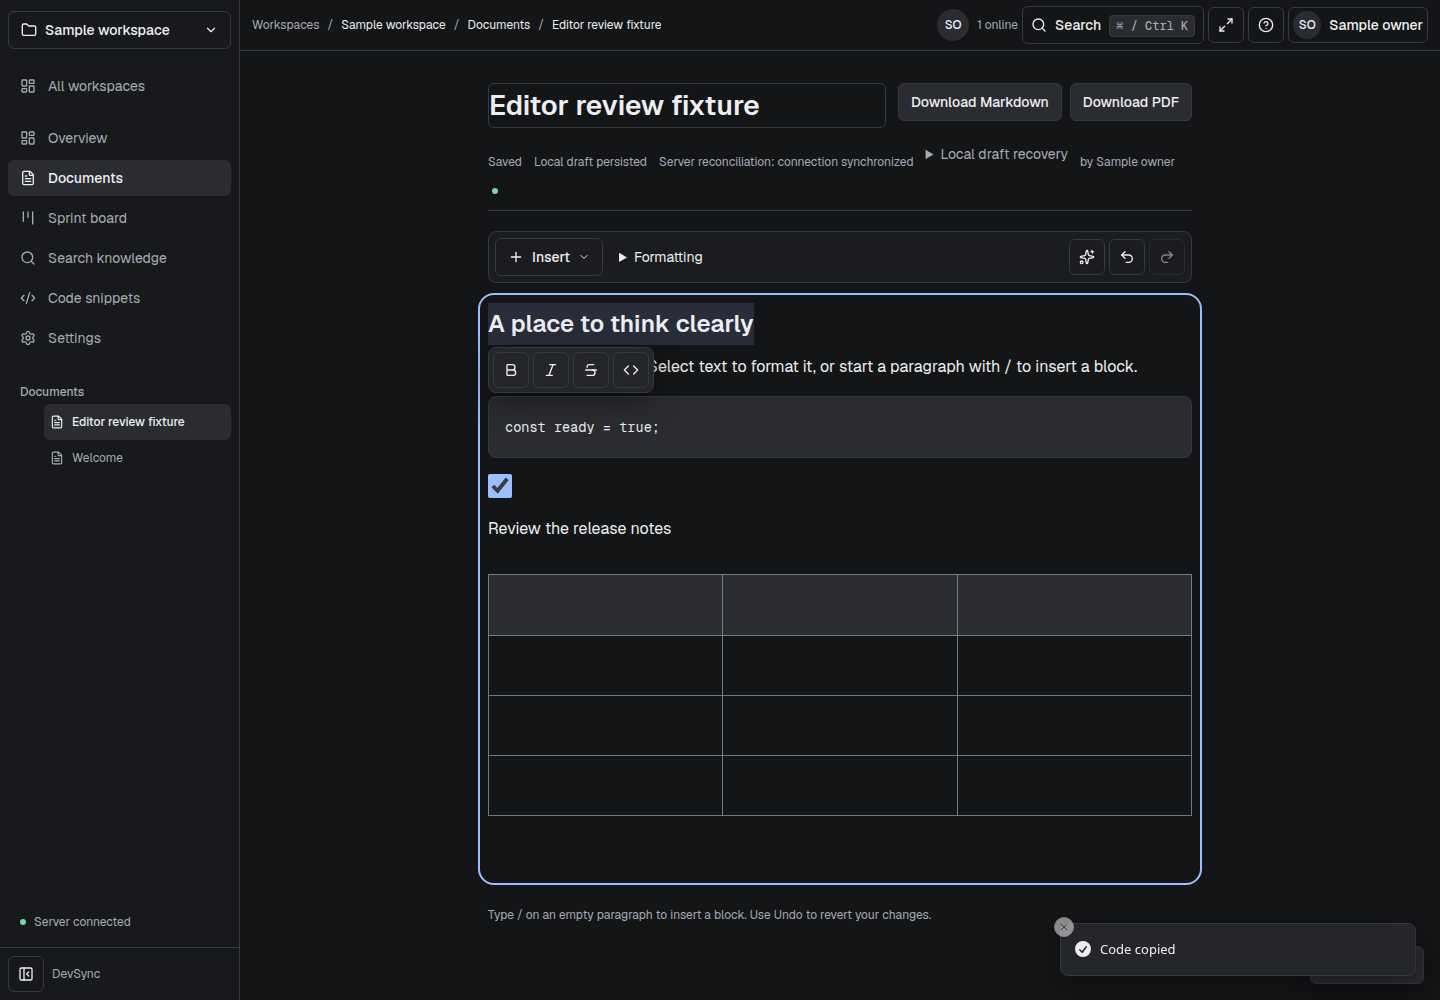 Sample workspace
All workspaces
Overview
Documents
Sprint board
Search knowledge
Code snippets
Settings
Documents
Editor review fixture
Welcome
Server connected
DevSync
Workspaces / Sample workspace / Documents / Editor review fixture
SO 1 online Search ⌘ / Ctrl K SO Sample owner
Editor review fixture
Download Markdown Download PDF
Saved Local draft persisted Server reconciliation: connection synchronized Local draft recovery by Sample owner
Insert Formatting
A place to think clearly
B I S <> Select text to format it, or start a paragraph with / to insert a block.
const ready = true;
Review the release notes
Type / on an empty paragraph to insert a block. Use Undo to revert your changes.
Code copied